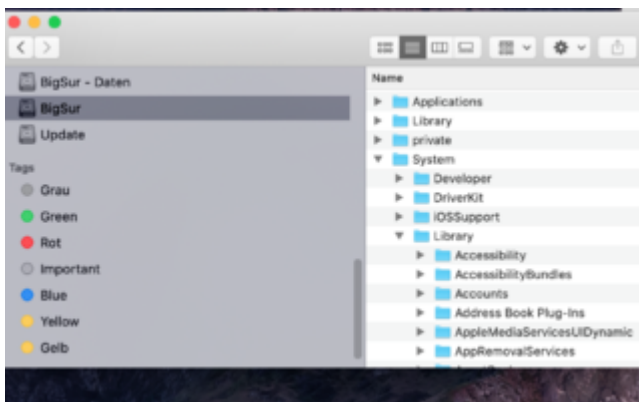 BigSur - Daten
BigSur
Update
Tags
Grau
Green
Rot
Important
Blue
Yellow
Gelb
Name
Applications
Library
private
System
Developer
DriverKit
iOSSupport
Library
Accessibility
AccessibilityBundles
Accounts
Address Book Plug-Ins
AppleMediaServicesUIDynamic
AppRemovalServices